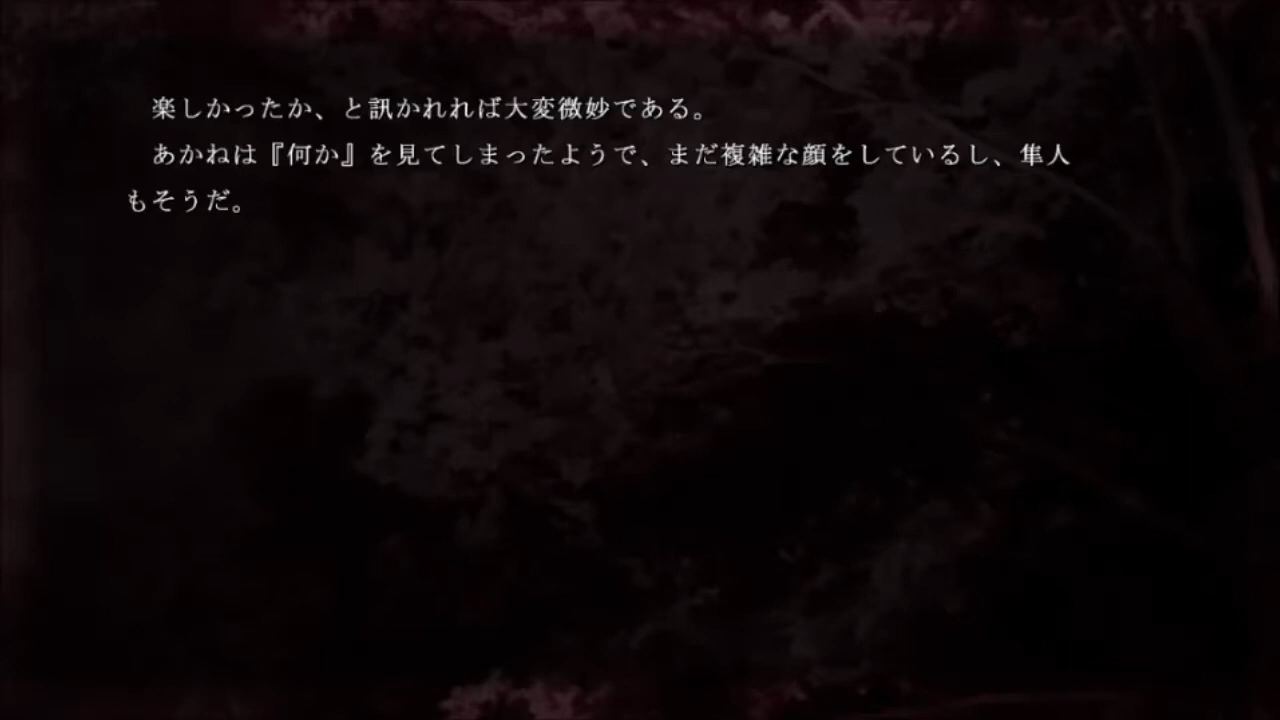 楽しかったか、と訊かれれば大変微妙である。
あかねは『何か』を見てしまったようで、まだ複雑な顔をしているし、隼人
もそうだ。